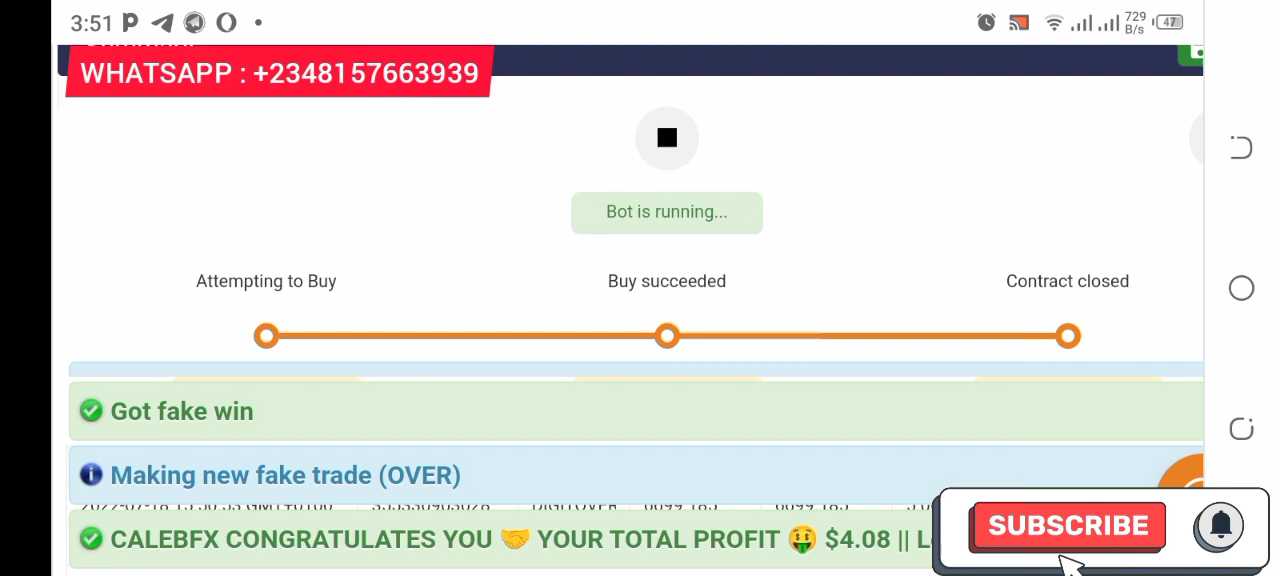 3:51
729
B/s
47
WHATSAPP : +2348157663939
Bot is running...
Attempting to Buy
Buy succeeded
Contract closed
Got fake win
Making new fake trade (OVER)
CALEBFX CONGRATULATES YOU 🤝 YOUR TOTAL PROFIT 🤑 $4.08 || L
SUBSCRIBE